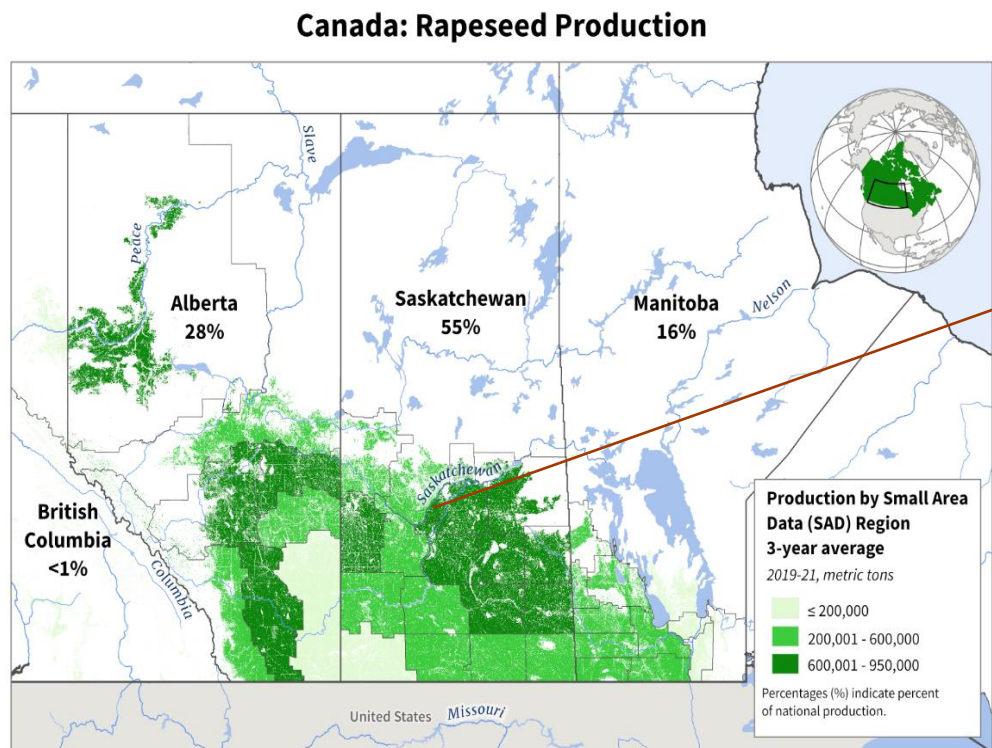 Canada: Rapeseed Production
Slave
Peace
Alberta
28%
Saskatchewan
55%
Manitoba
16%
Nelson
Saskatchewan
British
Columbia
<1%
Columbia
Production by Small Area
Data (SAD) Region
3-year average
2019-21, metric tons
≤ 200,000
200,001 - 600,000
600,001 - 950,000
Percentages (%) indicate percent
of national production.
United States
Missouri